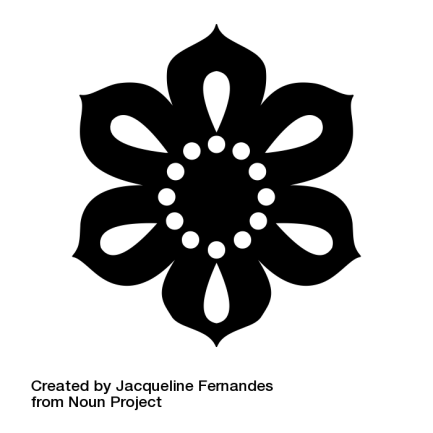 Created by Jacqueline Fernandes
from Noun Project